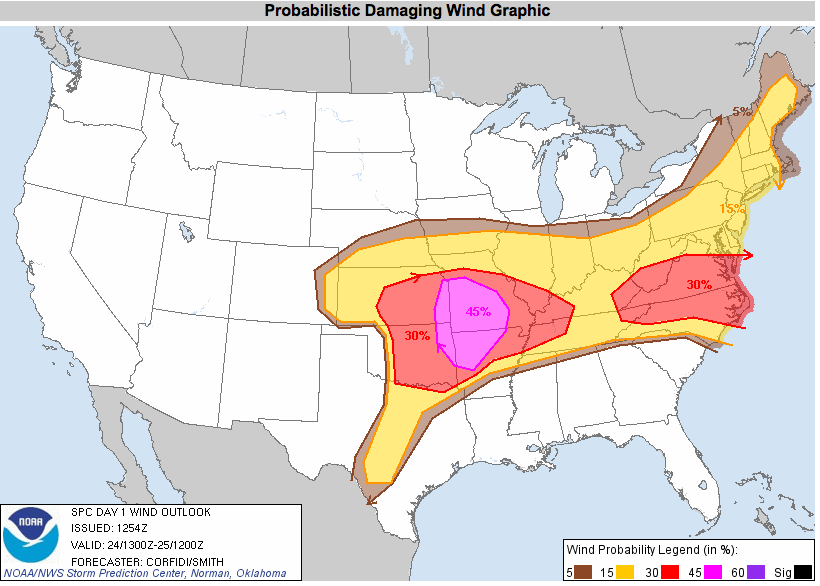 Probabilistic Damaging Wind Graphic
5%
15%
30%
45%
30%
NOAA
SPC DAY 1 WIND OUTLOOK
ISSUED: 1254Z
VALID: 24/1300Z-25/1200Z
FORECASTER: CORFIDI/SMITH
NOAA/NWS Storm Prediction Center, Norman, Oklahoma
Wind Probability Legend (in %):
5 15 30 45 60 Sig